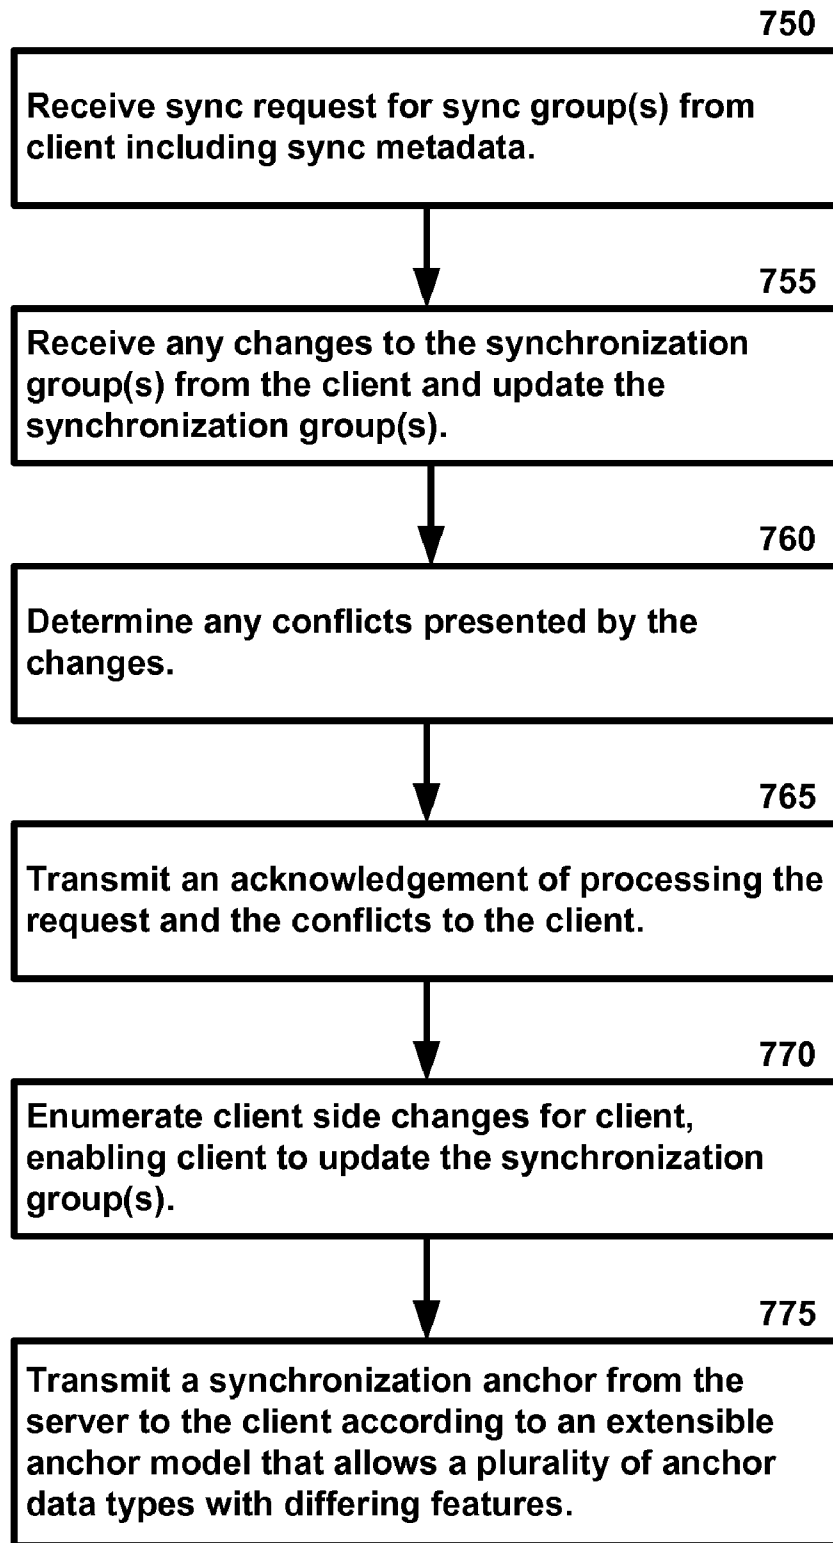 750
Receive sync request for sync group(s) from
client including sync metadata.
755
Receive any changes to the synchronization
group(s) from the client and update the
synchronization group(s).
760
Determine any conflicts presented by the
changes.
765
Transmit an acknowledgement of processing the
request and the conflicts to the client.
770
Enumerate client side changes for client,
enabling client to update the synchronization
group(s).
775
Transmit a synchronization anchor from the
server to the client according to an extensible
anchor model that allows a plurality of anchor
data types with differing features.